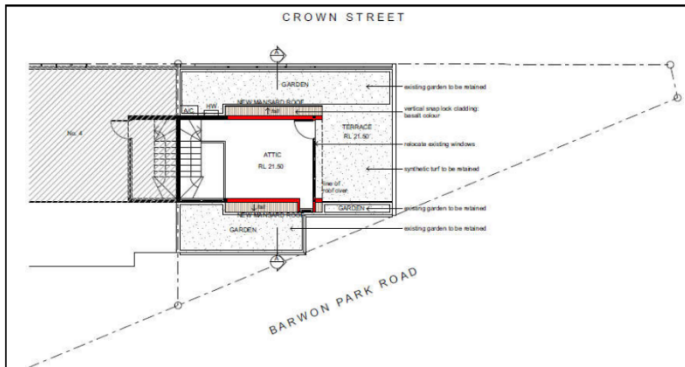 CROWN STREET
GARDEN
existing garden to be retained
A/C
HW
NEW MANSARD ROOF
vertical snap lock cladding:
basalt colour
No. 4
TERRACE
RL 21.50
relocate existing windows
ATTIC
RL 21.50
synthetic turf to be retained
line of
roof over
GARDEN
existing garden to be retained
NEW MANSARD ROOF
GARDEN
existing garden to be retained
BARWON PARK ROAD